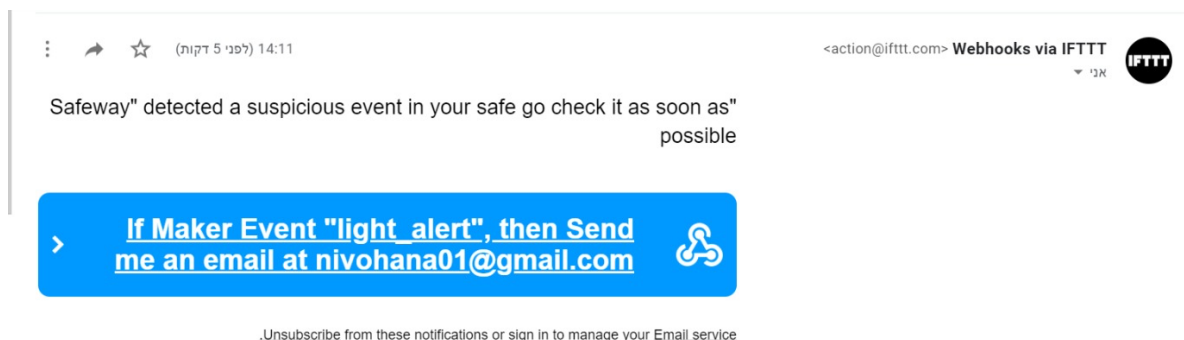 Webhooks via IFTTT <action@ifttt.com>
אני
14:11 (לפני 5 דקות)
IFTTT
"Safeway" detected a suspicious event in your safe go check it as soon as
possible
If Maker Event "light_alert", then Send
me an email at nivohana01@gmail.com
Unsubscribe from these notifications or sign in to manage your Email service.